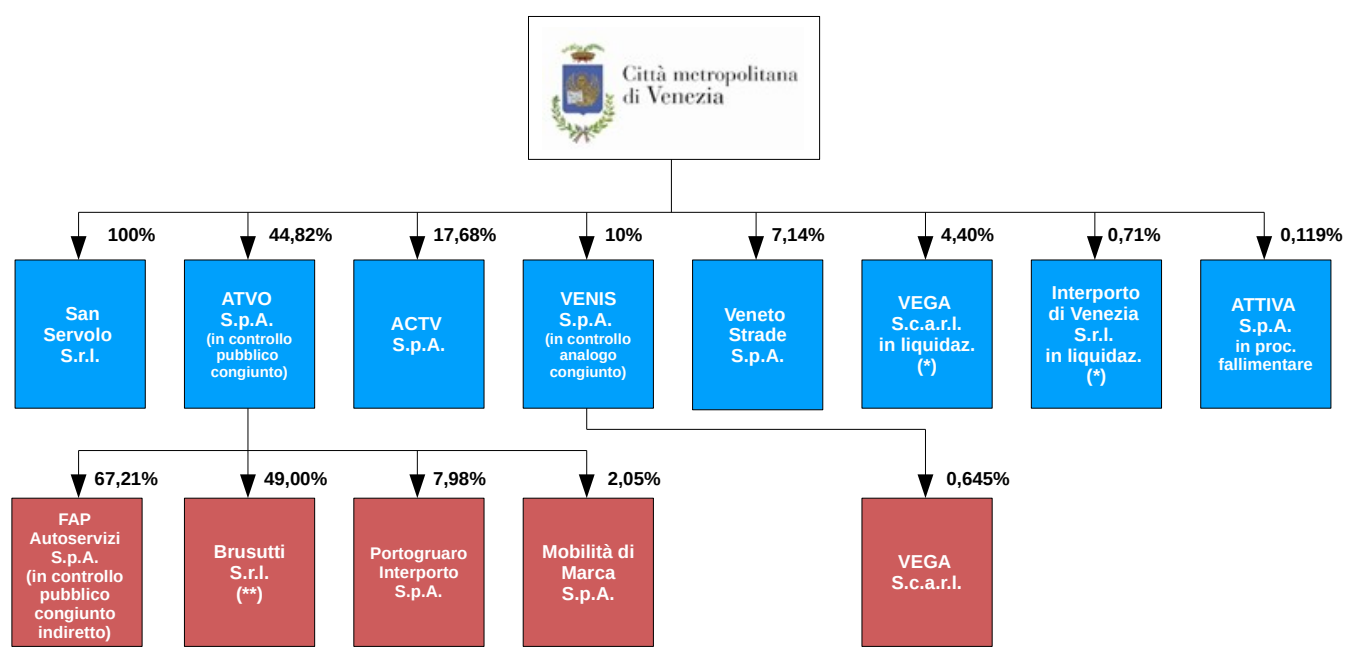 Città metropolitana
di Venezia
100%
44,82%
17,68%
10%
7,14%
4,40%
0,71%
0,119%
San
Servolo
S.r.l.
ATVO
S.p.A.
(in controllo
pubblico
congiunto)
ACTV
S.p.A.
VENIS
S.p.A.
(in controllo
analogo
congiunto)
Veneto
Strade
S.p.A.
VEGA
S.c.a.r.l.
in liquidaz.
(*)
Interporto
di Venezia
S.r.l.
in liquidaz.
(*)
ATTIVA
S.p.A.
in proc.
fallimentare
67,21%
49,00%
7,98%
2,05%
0,645%
FAP
Autoservizi
S.p.A.
(in controllo
pubblico
congiunto
indiretto)
Brusutti
S.r.l.
(**)
Portogruaro
Interporto
S.p.A.
Mobilità di
Marca
S.p.A.
VEGA
S.c.a.r.l.